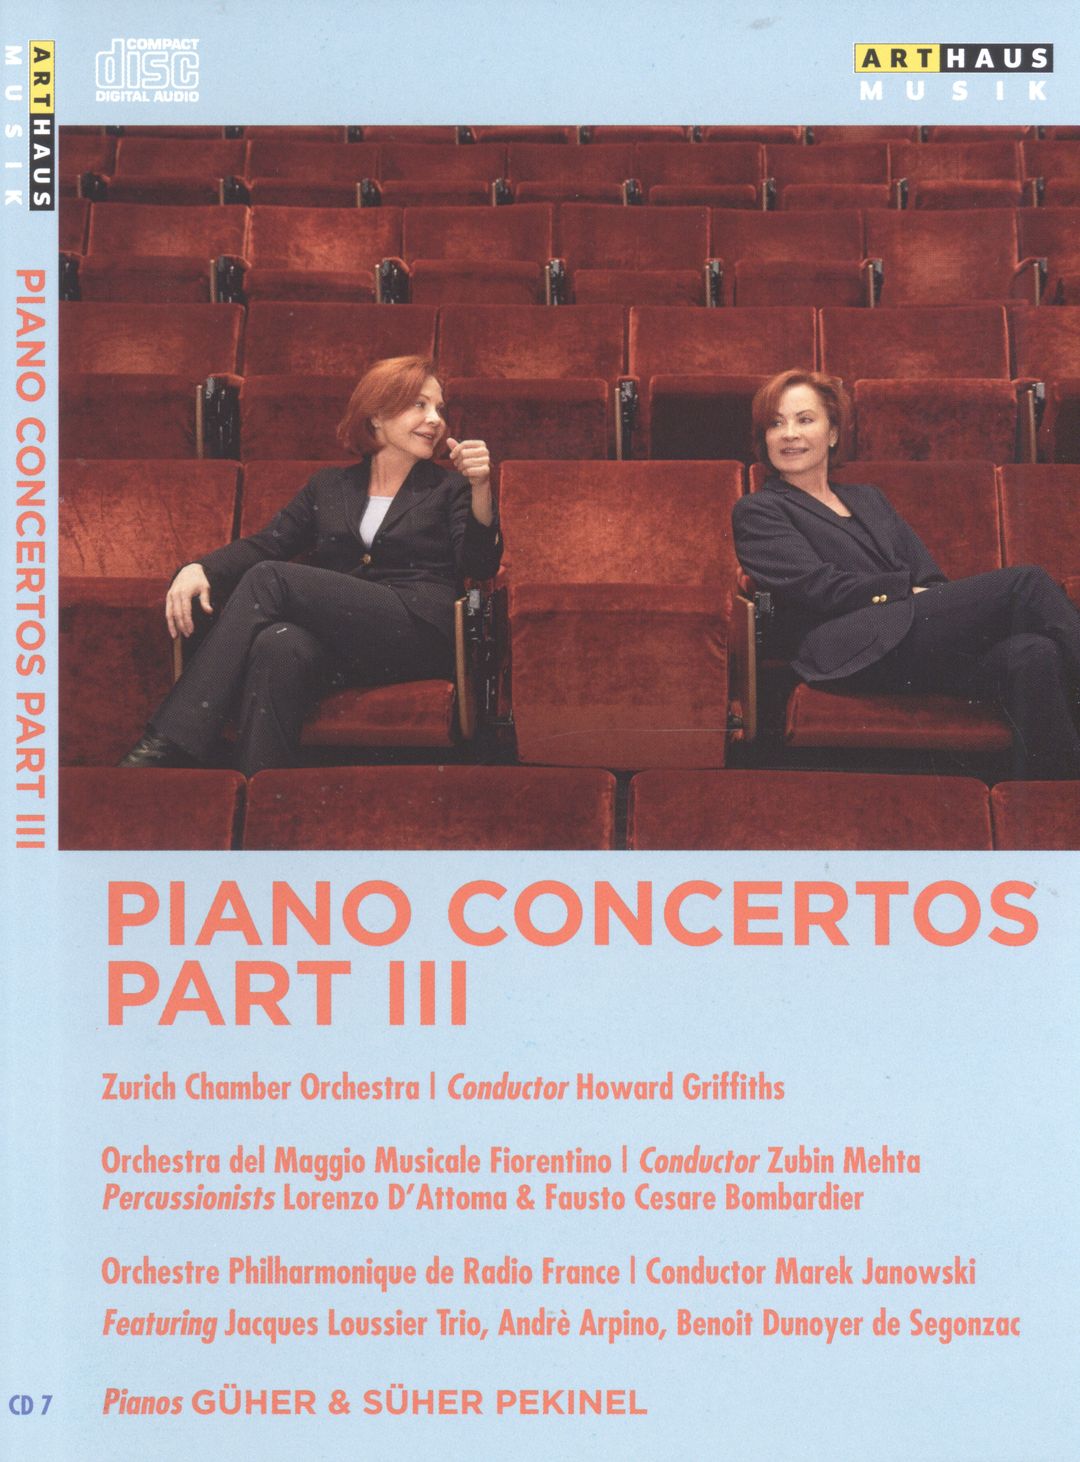 COMPACT
disc
DIGITAL AUDIO
ARTHAUS
MUSIK
ARTHAUS
MUSIK
PIANO CONCERTOS PART III
PIANO CONCERTOS
PART III
Zurich Chamber Orchestra | Conductor Howard Griffiths
Orchestra del Maggio Musicale Fiorentino | Conductor Zubin Mehta
Percussionists Lorenzo D'Attoma & Fausto Cesare Bombardier
Orchestre Philharmonique de Radio France | Conductor Marek Janowski
Featuring Jacques Loussier Trio, Andrè Arpino, Benoit Dunoyer de Segonzac
CD 7
Pianos GÜHER & SÜHER PEKINEL